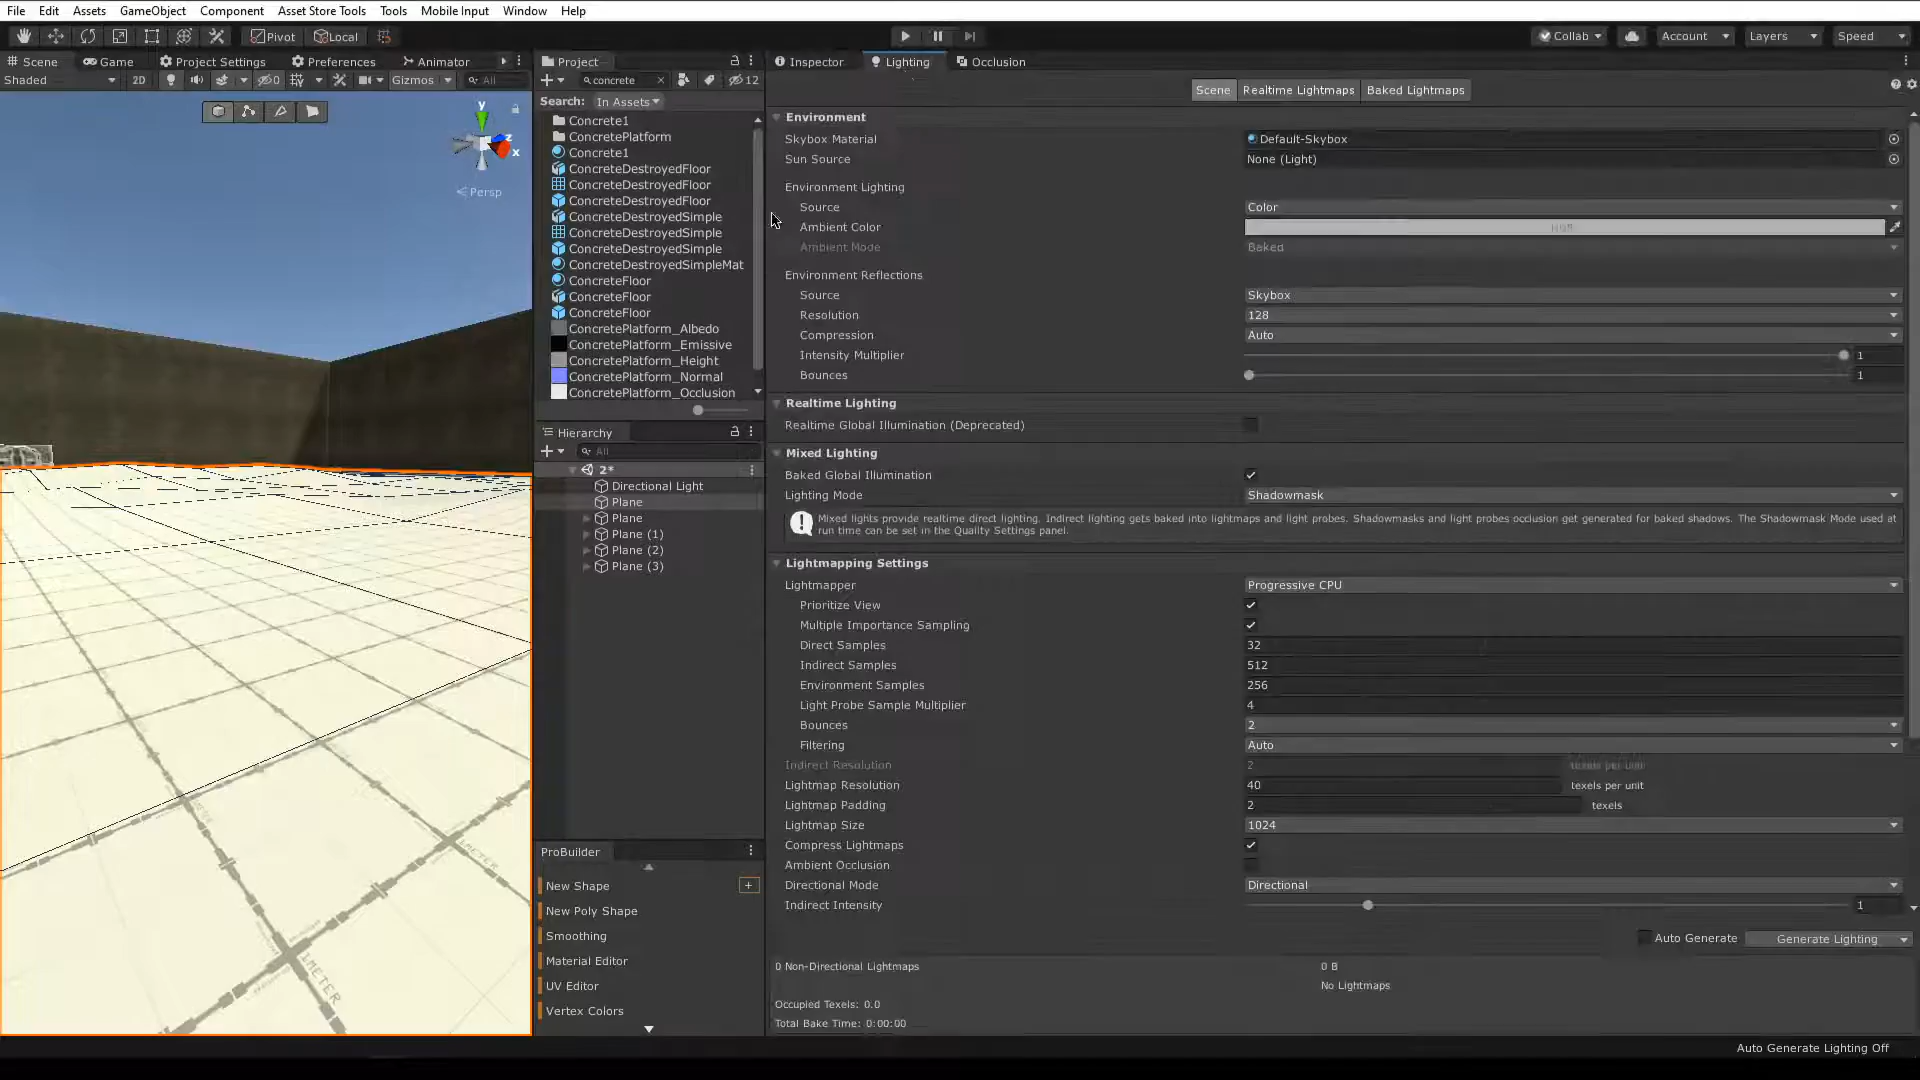 File Edit Assets GameObject Component Asset Store Tools Tools Mobile Input Window Help
Pivot Local Collab Account Layers Speed
Scene Game Project Settings Preferences Animator
Shaded 2D 0 Gizmos All
y z x
Persp
1METER
1METER
Project
concrete 12
Search: In Assets
Concrete1
ConcretePlatform
Concrete1
ConcreteDestroyedFloor
ConcreteDestroyedFloor
ConcreteDestroyedFloor
ConcreteDestroyedSimple
ConcreteDestroyedSimple
ConcreteDestroyedSimple
ConcreteDestroyedSimpleMat
ConcreteFloor
ConcreteFloor
ConcreteFloor
ConcretePlatform_Albedo
ConcretePlatform_Emissive
ConcretePlatform_Height
ConcretePlatform_Normal
ConcretePlatform_Occlusion
Hierarchy
All
2*
Directional Light
Plane
Plane
Plane (1)
Plane (2)
Plane (3)
ProBuilder
New Shape
New Poly Shape
Smoothing
Material Editor
UV Editor
Vertex Colors
Inspector Lighting Occlusion
Scene Realtime Lightmaps Baked Lightmaps
Environment
Skybox Material Default-Skybox
Sun Source None (Light)
Environment Lighting
Source Color
Ambient Color HDR
Ambient Mode Baked
Environment Reflections
Source Skybox
Resolution 128
Compression Auto
Intensity Multiplier 1
Bounces 1
Realtime Lighting
Realtime Global Illumination (Deprecated)
Mixed Lighting
Baked Global Illumination
Lighting Mode Shadowmask
Mixed lights provide realtime direct lighting. Indirect lighting gets baked into lightmaps and light probes. Shadowmasks and light probes occlusion get generated for baked shadows. The Shadowmask Mode used at
run time can be set in the Quality Settings panel.
Lightmapping Settings
Lightmapper Progressive CPU
Prioritize View
Multiple Importance Sampling
Direct Samples 32
Indirect Samples 512
Environment Samples 256
Light Probe Sample Multiplier 4
Bounces 2
Filtering Auto
Indirect Resolution 2 texels per unit
Lightmap Resolution 40 texels per unit
Lightmap Padding 2 texels
Lightmap Size 1024
Compress Lightmaps
Ambient Occlusion
Directional Mode Directional
Indirect Intensity 1
Auto Generate Generate Lighting
0 Non-Directional Lightmaps 0 B
No Lightmaps
Occupied Texels: 0.0
Total Bake Time: 0:00:00
Auto Generate Lighting Off